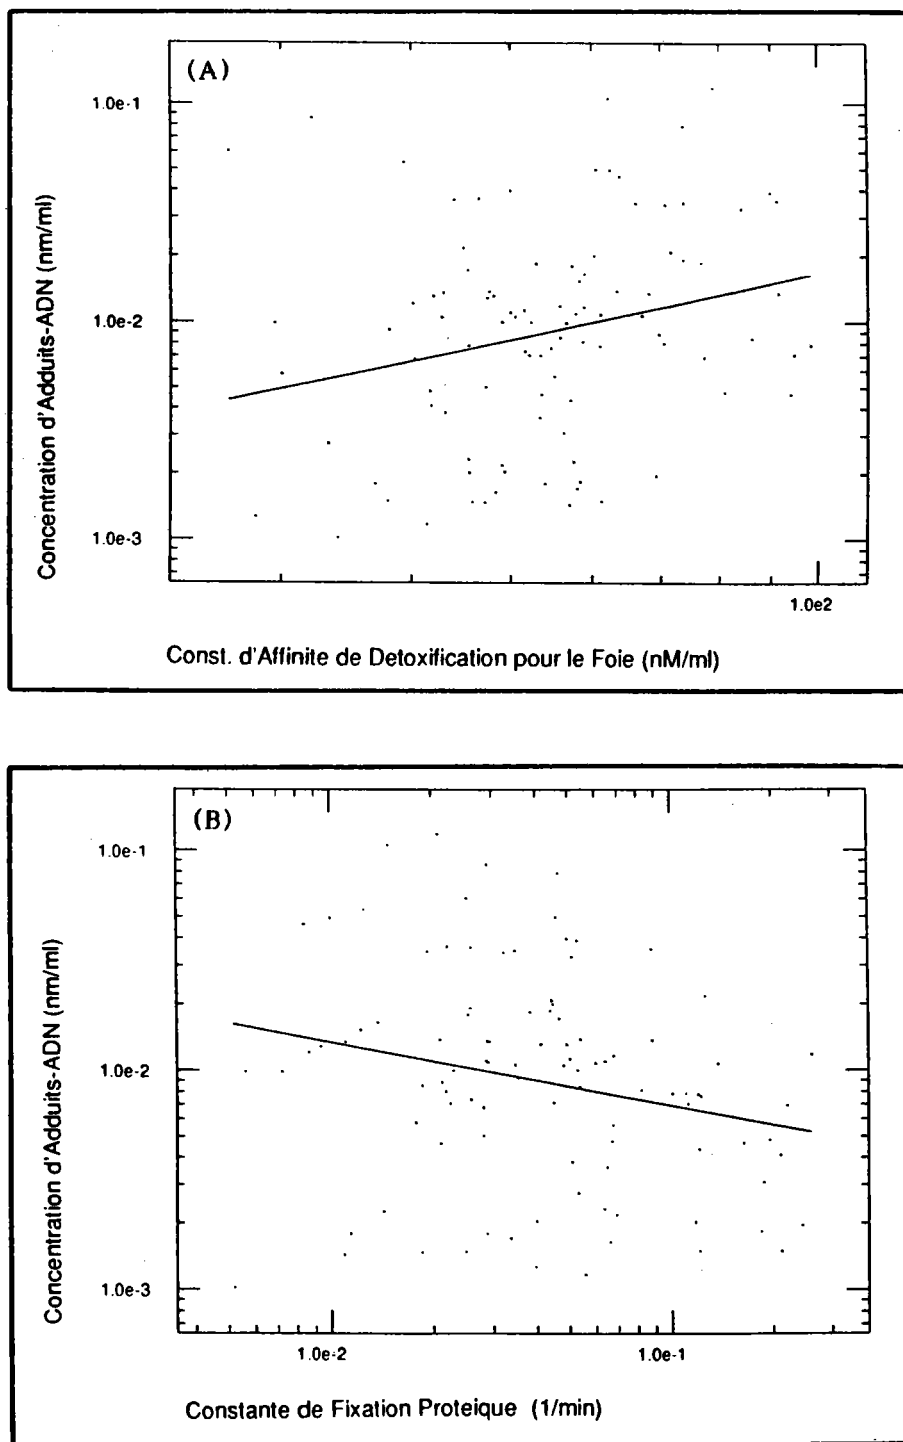 (A)
1.0e-1
1.0e-2
1.0e-3
Concentration d'Adduits-ADN (nm/ml)
1.0e2
Const. d'Affinite de Detoxification pour le Foie (nM/ml)
(B)
1.0e-1
1.0e-2
1.0e-3
Concentration d'Adduits-ADN (nm/ml)
1.0e-2
1.0e-1
Constante de Fixation Proteique (1/min)